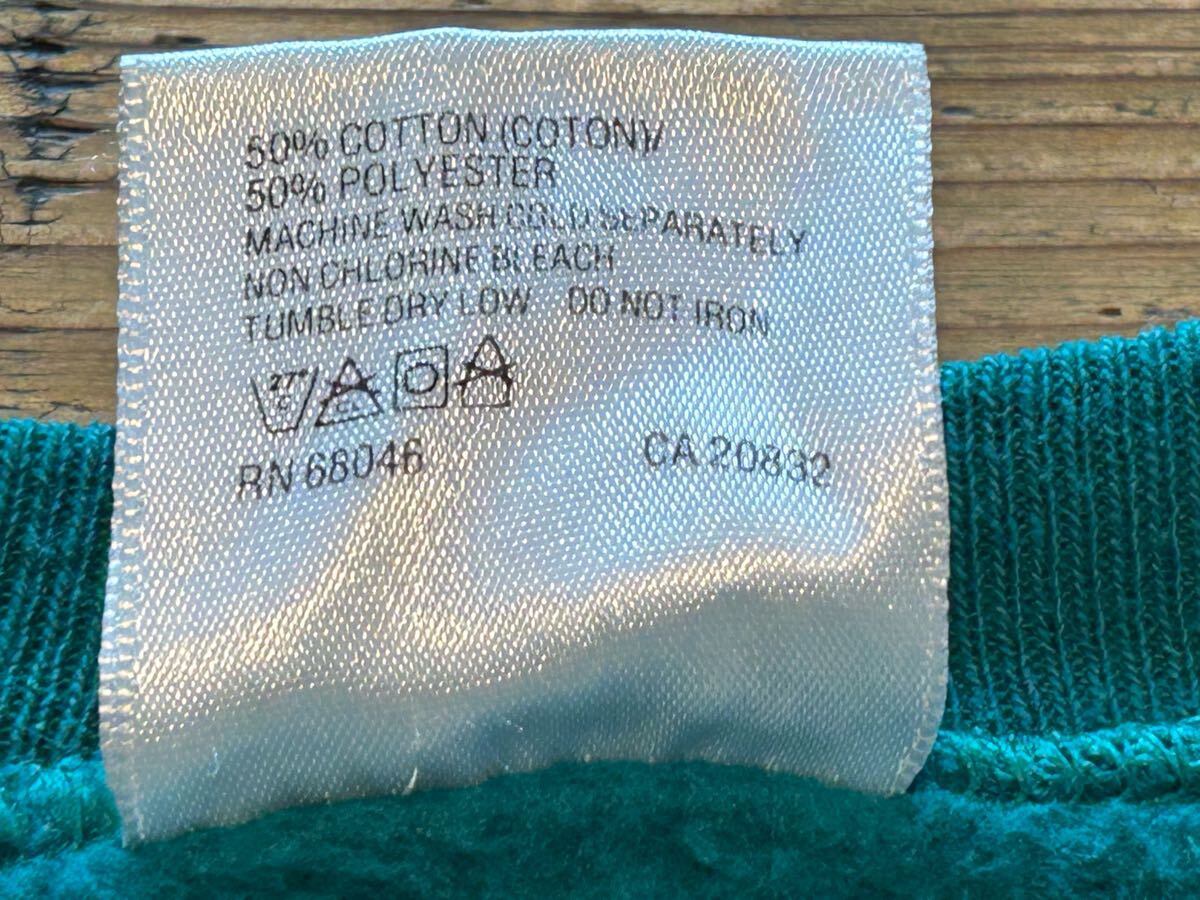 50% COTTON (COTON)/
50% POLYESTER
MACHINE WASH COLD SEPARATELY
NON CHLORINE BLEACH
TUMBLE DRY LOW DO NOT IRON
27°
C
RN 68046 CA 20832